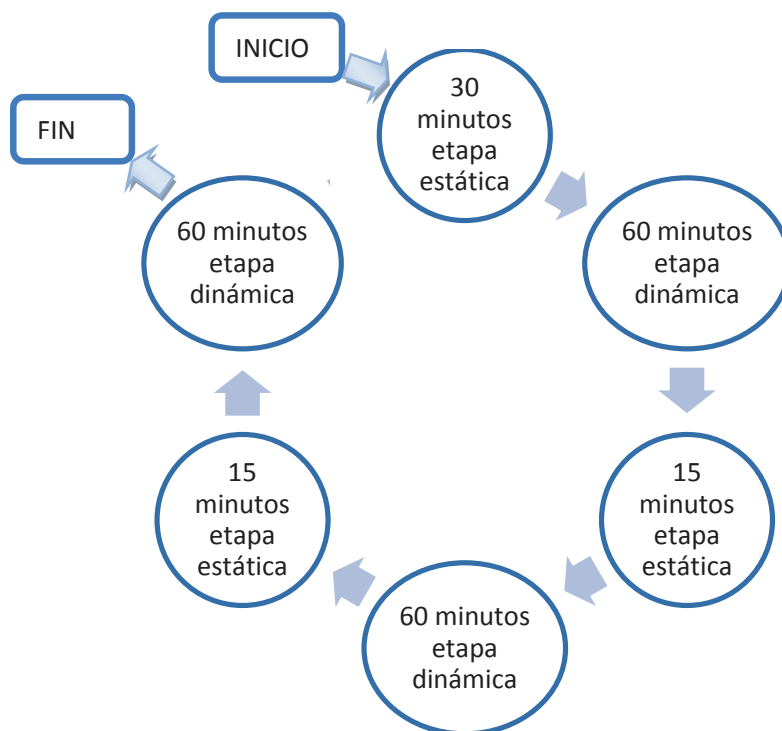 INICIO
30
minutos
etapa
estática
60 minutos
etapa
dinámica
15
minutos
etapa
estática
60 minutos
etapa
dinámica
15
minutos
etapa
estática
60 minutos
etapa
dinámica
FIN